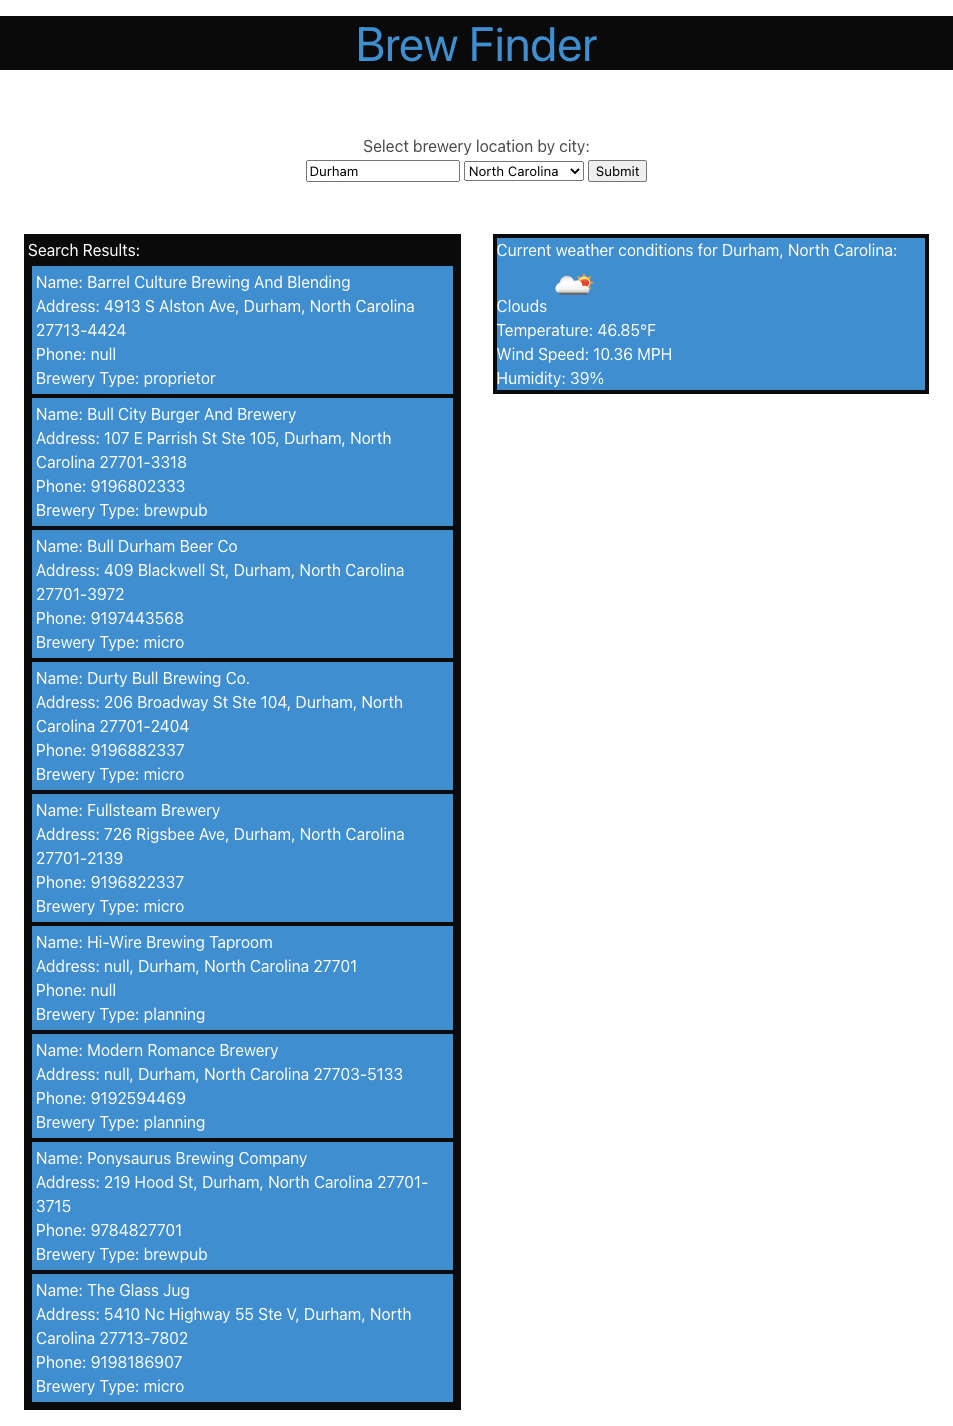 Brew Finder
Select brewery location by city:
Durham North Carolina Submit
Search Results:
Name: Barrel Culture Brewing And Blending
Address: 4913 S Alston Ave, Durham, North Carolina
27713-4424
Phone: null
Brewery Type: proprietor
Name: Bull City Burger And Brewery
Address: 107 E Parrish St Ste 105, Durham, North
Carolina 27701-3318
Phone: 9196802333
Brewery Type: brewpub
Name: Bull Durham Beer Co
Address: 409 Blackwell St, Durham, North Carolina
27701-3972
Phone: 9197443568
Brewery Type: micro
Name: Durty Bull Brewing Co.
Address: 206 Broadway St Ste 104, Durham, North
Carolina 27701-2404
Phone: 9196882337
Brewery Type: micro
Name: Fullsteam Brewery
Address: 726 Rigsbee Ave, Durham, North Carolina
27701-2139
Phone: 9196822337
Brewery Type: micro
Name: Hi-Wire Brewing Taproom
Address: null, Durham, North Carolina 27701
Phone: null
Brewery Type: planning
Name: Modern Romance Brewery
Address: null, Durham, North Carolina 27703-5133
Phone: 9192594469
Brewery Type: planning
Name: Ponysaurus Brewing Company
Address: 219 Hood St, Durham, North Carolina 27701-
3715
Phone: 9784827701
Brewery Type: brewpub
Name: The Glass Jug
Address: 5410 Nc Highway 55 Ste V, Durham, North
Carolina 27713-7802
Phone: 9198186907
Brewery Type: micro
Current weather conditions for Durham, North Carolina:
Clouds
Temperature: 46.85°F
Wind Speed: 10.36 MPH
Humidity: 39%